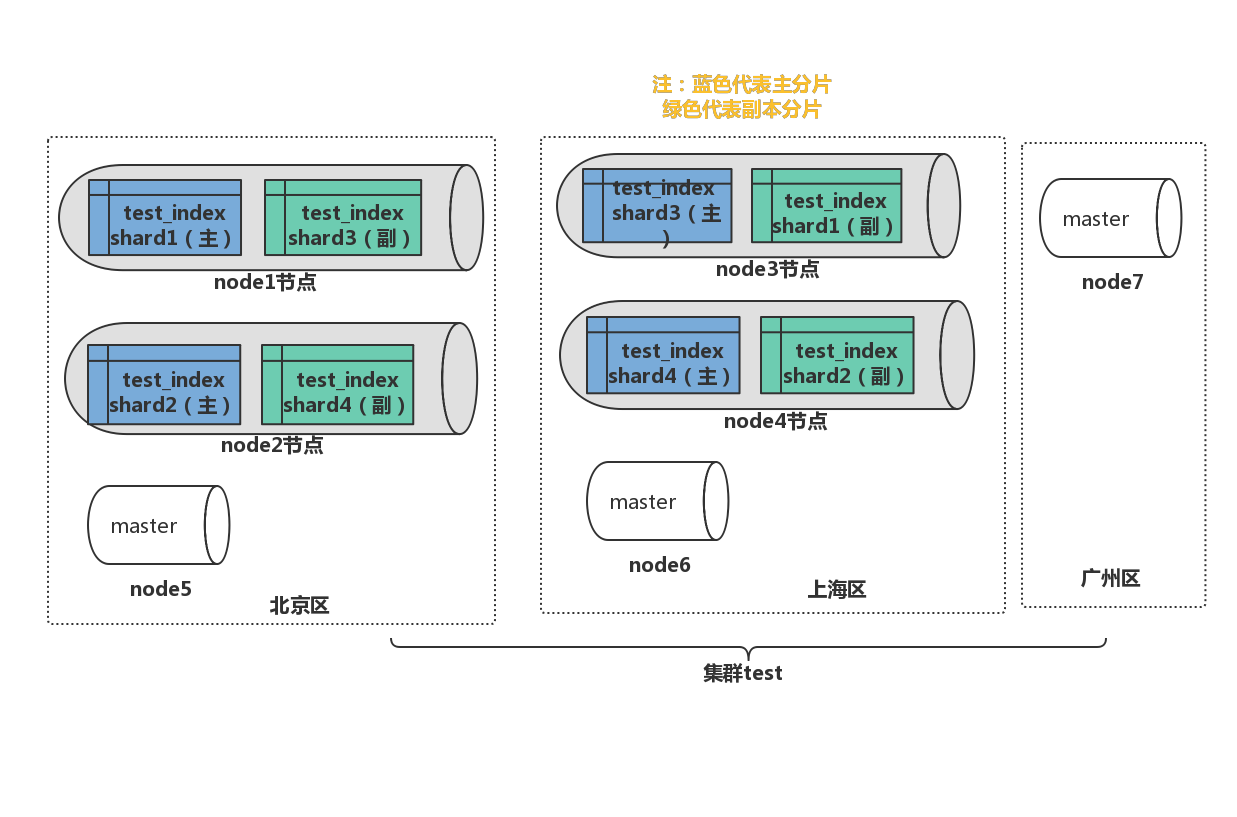 注：蓝色代表主分片
绿色代表副本分片
test_index
shard1（主）
test_index
shard3（副）
node1节点
test_index
shard2（主）
test_index
shard4（副）
node2节点
master
node5
北京区
test_index
shard3（主
）
test_index
shard1（副）
node3节点
test_index
shard4（主）
test_index
shard2（副）
node4节点
master
node6
上海区
master
node7
广州区
集群test